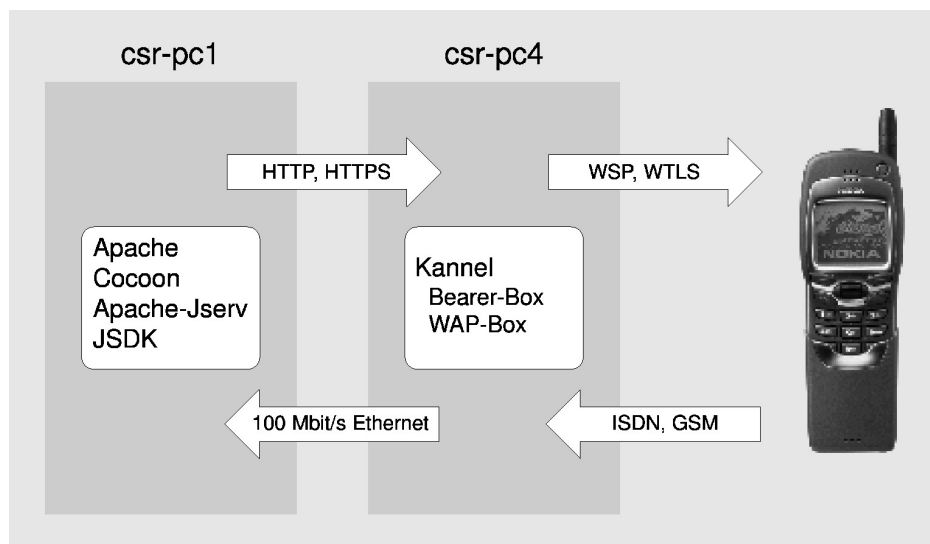 csr-pc1
csr-pc4
HTTP, HTTPS
WSP, WTLS
Apache
Cocoon
Apache-Jserv
JSDK
Kannel
Bearer-Box
WAP-Box
NOKIA
100 Mbit/s Ethernet
ISDN, GSM